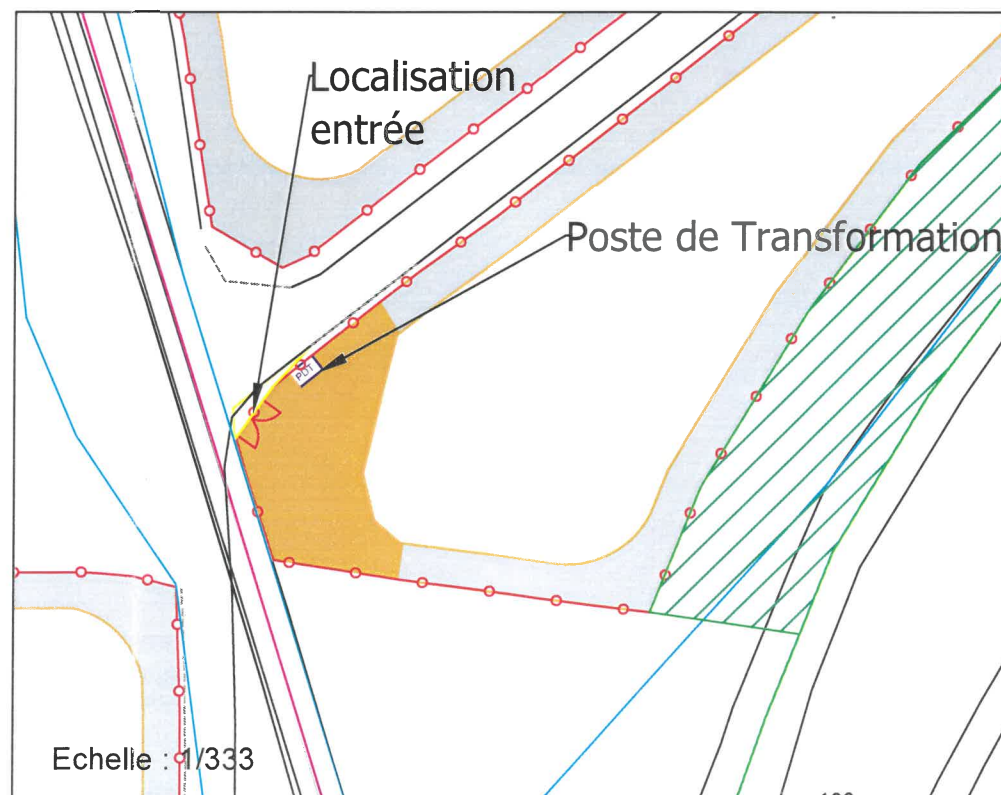 Localisation
entrée
Poste de Transformation
PDT
Echelle : 1/333